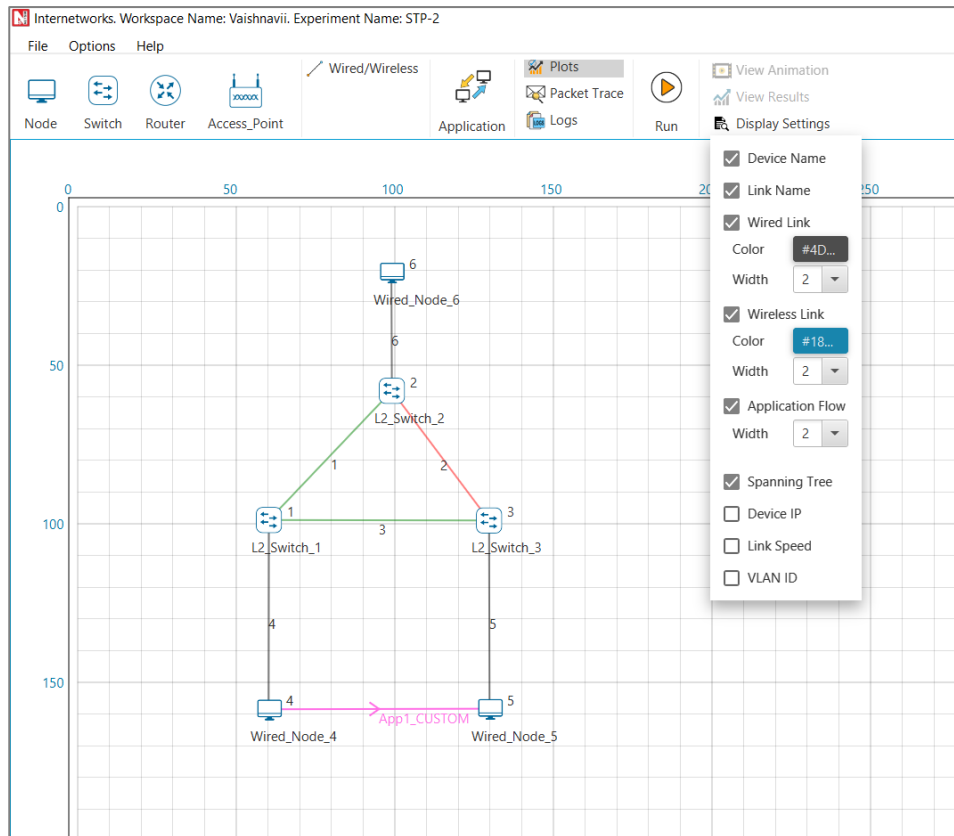 Internetworks. Workspace Name: Vaishnavii. Experiment Name: STP-2
File Options Help
Node
Switch
Router
Access_Point
Wired/Wireless
Application
Plots
Packet Trace
Logs
LOG
Run
View Animation
View Results
Display Settings
Device Name
Link Name
Wired Link
Color #4D...
Width 2
Wireless Link
Color #18...
Width 2
Application Flow
Width 2
Spanning Tree
Device IP
Link Speed
VLAN ID
0 50 100 150 20 250
0
50
100
150
6
Wired_Node_6
6
2
L2_Switch_2
1
2
1
3
3
L2_Switch_1
L2_Switch_3
4
5
4
5
App1_CUSTOM
Wired_Node_4
Wired_Node_5